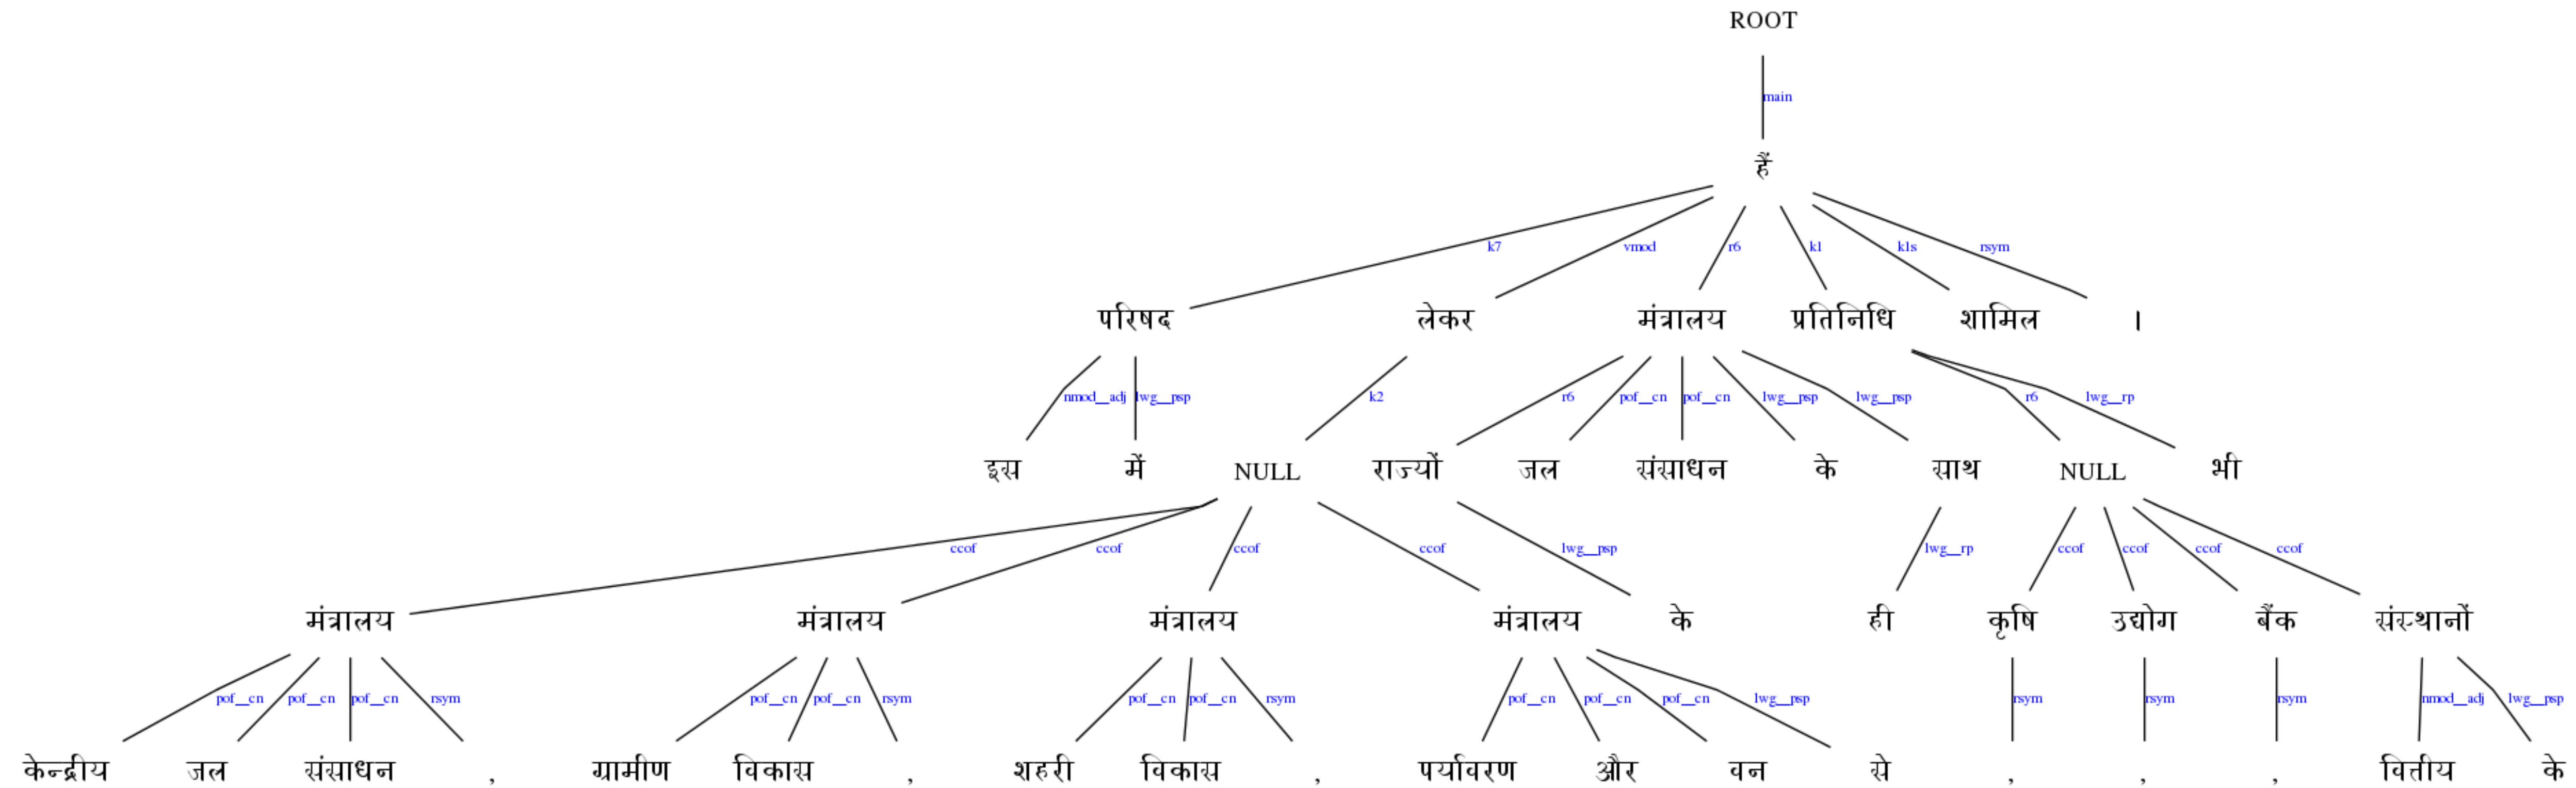 ROOT
main
हैं
k7 vmod r6 k1 k1s rsym
परिषद लेकर मंत्रालय प्रतिनिधि शामिल ।
nmod__adj lwg__psp k2 r6 pof__cn pof__cn lwg__psp lwg__psp r6 lwg__rp
इस में NULL राज्यों जल संसाधन के साथ NULL भी
ccof ccof ccof ccof lwg__psp lwg__rp ccof ccof ccof ccof
मंत्रालय मंत्रालय मंत्रालय मंत्रालय के ही कृषि उद्योग बैंक संस्थानों
pof__cn pof__cn pof__cn rsym pof__cn pof__cn rsym pof__cn pof__cn rsym pof__cn pof__cn pof__cn lwg__psp rsym rsym rsym nmod__adj lwg__psp
केन्द्रीय जल संसाधन , ग्रामीण विकास , शहरी विकास , पर्यावरण और वन से , , , वित्तीय के